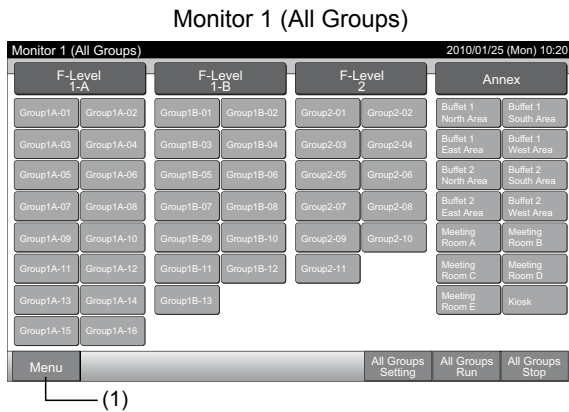 Monitor 1 (All Groups)
Monitor 1 (All Groups) 2010/01/25 (Mon) 10:20
F-Level
1-A
F-Level
1-B
F-Level
2
Annex
Group1A-01 Group1A-02
Group1A-03 Group1A-04
Group1A-05 Group1A-06
Group1A-07 Group1A-08
Group1A-09 Group1A-10
Group1A-11 Group1A-12
Group1A-13 Group1A-14
Group1A-15 Group1A-16
Group1B-01 Group1B-02
Group1B-03 Group1B-04
Group1B-05 Group1B-06
Group1B-07 Group1B-08
Group1B-09 Group1B-10
Group1B-11 Group1B-12
Group1B-13
Group2-01 Group2-02
Group2-03 Group2-04
Group2-05 Group2-06
Group2-07 Group2-08
Group2-09 Group2-10
Group2-11
Buffet 1
North Area
Buffet 1
South Area
Buffet 1
East Area
Buffet 1
West Area
Buffet 2
North Area
Buffet 2
South Area
Buffet 2
East Area
Buffet 2
West Area
Meeting
Room A
Meeting
Room B
Meeting
Room C
Meeting
Room D
Meeting
Room E
Kiosk
Menu
All Groups
Setting
All Groups
Run
All Groups
Stop
(1)